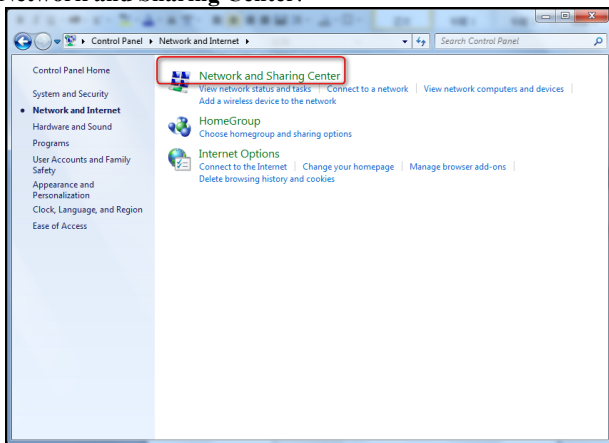 Network and Sharing Center.
Control Panel ▸ Network and Internet ▸
Search Control Panel
Control Panel Home
System and Security
• Network and Internet
Hardware and Sound
Programs
User Accounts and Family
Safety
Appearance and
Personalization
Clock, Language, and Region
Ease of Access
Network and Sharing Center
View network status and tasks | Connect to a network | View network computers and devices |
Add a wireless device to the network
HomeGroup
Choose homegroup and sharing options
Internet Options
Connect to the Internet | Change your homepage | Manage browser add-ons |
Delete browsing history and cookies